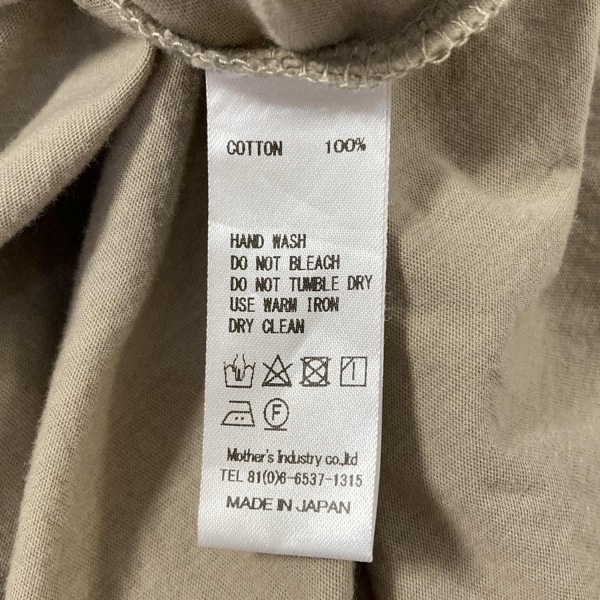 COTTON 100%
HAND WASH
DO NOT BLEACH
DO NOT TUMBLE DRY
USE WARM IRON
DRY CLEAN
F
Mother's Industry co.,ltd
TEL 81(0)6-6537-1315
MADE IN JAPAN